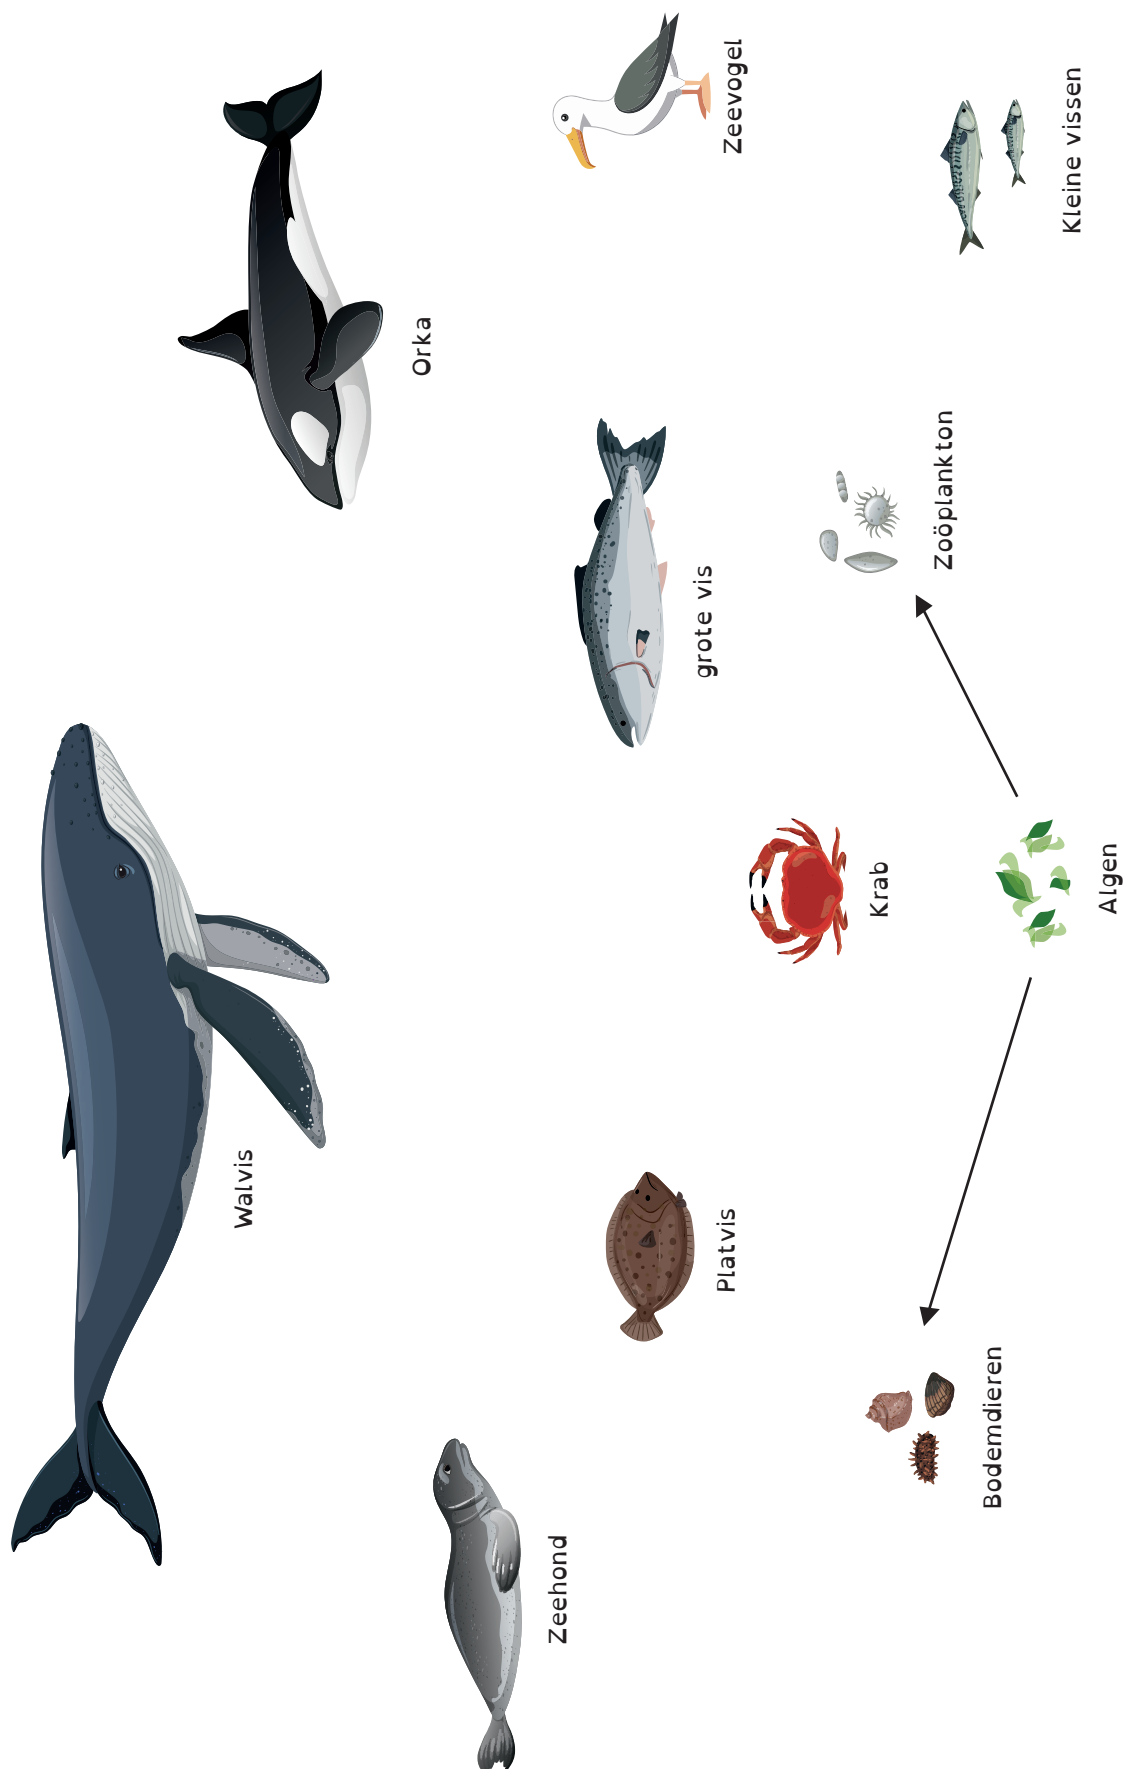 Walvis
Orka
Zeehond
Platvis
grote vis
Zeevogel
Krab
Bodemdieren
Zoöplankton
Algen
Kleine vissen